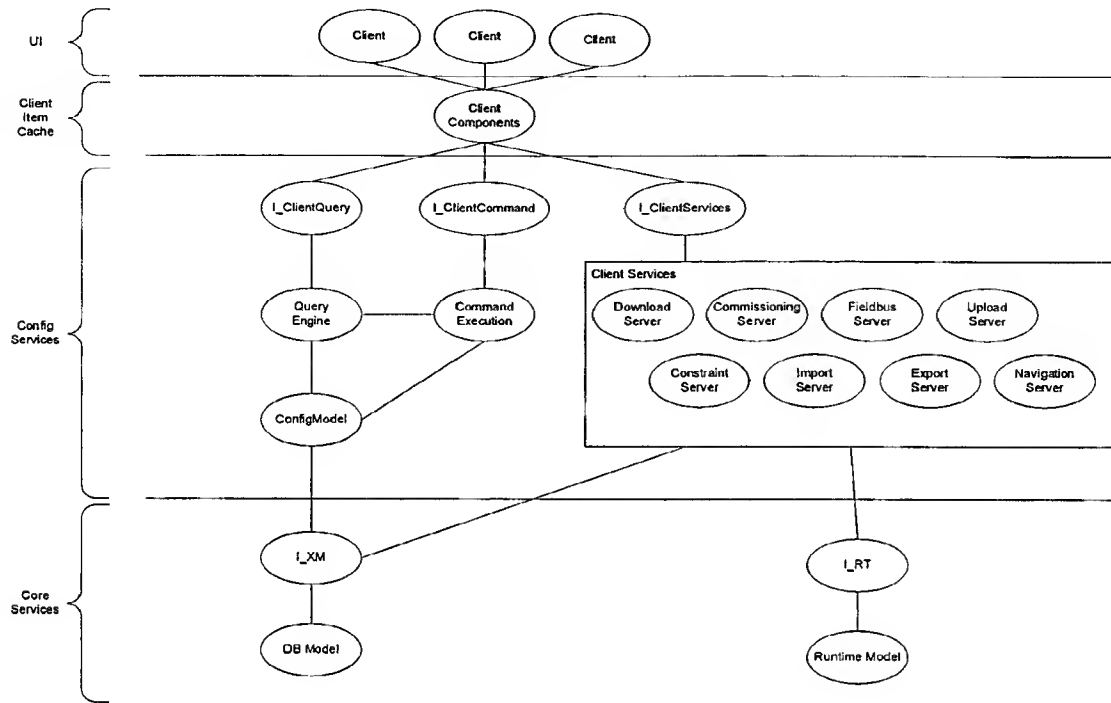 UI
Client
Client
Client
Client
Item
Cache
Client
Components
I_ClientQuery
I_ClientCommand
I_ClientServices
Config
Services
Query
Engine
Command
Execution
ConfigModel
Client Services
Download
Server
Commissioning
Server
Fieldbus
Server
Upload
Server
Constraint
Server
Import
Server
Export
Server
Navigation
Server
Core
Services
I_XM
I_RT
DB Model
Runtime Model